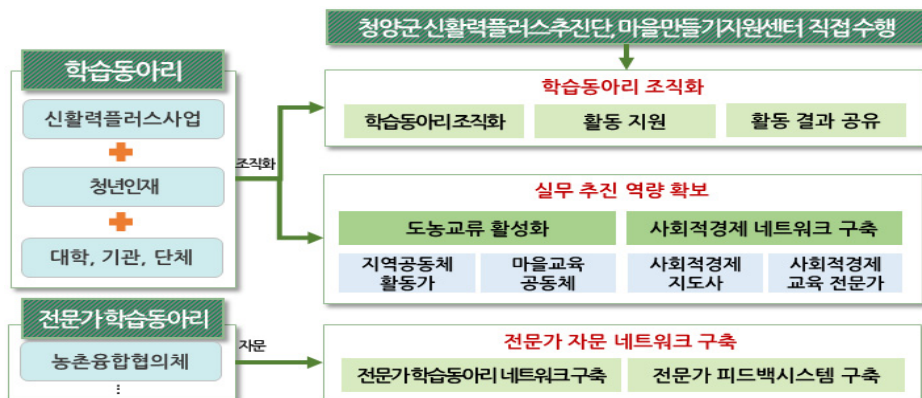 청양군 신활력플러스추진단, 마을만들기지원센터 직접 수행
학습동아리
신활력플러스사업
청년인재
대학, 기관, 단체
조직화
학습동아리 조직화
학습동아리 조직화
활동 지원
활동 결과 공유
실무 추진 역량 확보
도농교류 활성화
사회적경제 네트워크 구축
지역공동체
활동가
마을교육
공동체
사회적경제
지도사
사회적경제
교육 전문가
전문가 학습동아리
농촌융합협의체
⋮
자문
전문가 자문 네트워크 구축
전문가 학습동아리 네트워크 구축
전문가 피드백시스템 구축